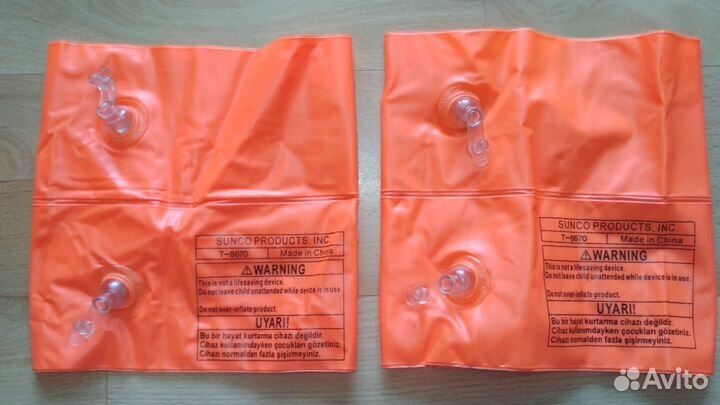 SUNCO PRODUCTS, INC
T-8670 Made in China
⚠WARNING
This is not a lifesaving device.
Do not leave child unattended while device is in use.
Do not over-inflate product.
UYARI!
Bu bir hayat kurtarma cihazı değildir.
Cihaz kullanımdayken çocukları gözetiniz.
Cihazı normalden fazla şişirmeyiniz.
SUNCO PRODUCTS, INC.
T-8670 Made in China
⚠WARNING
This is not a lifesaving device.
Do not leave child unattended while device is in use.
Do not over-inflate product.
UYARI!
Bu bir hayat kurtarma cihazı değildir.
Cihaz kullanımdayken çocukları gözetiniz.
Cihazı normalden fazla şişirmeyiniz.
Avito